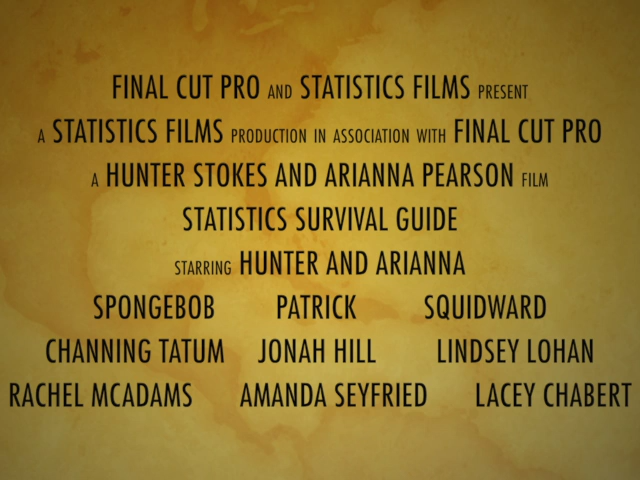 FINAL CUT PRO AND STATISTICS FILMS PRESENT
A STATISTICS FILMS PRODUCTION IN ASSOCIATION WITH FINAL CUT PRO
A HUNTER STOKES AND ARIANNA PEARSON FILM
STATISTICS SURVIVAL GUIDE
STARRING HUNTER AND ARIANNA
SPONGEBOB PATRICK SQUIDWARD
CHANNING TATUM JONAH HILL LINDSEY LOHAN
RACHEL MCADAMS AMANDA SEYFRIED LACEY CHABERT